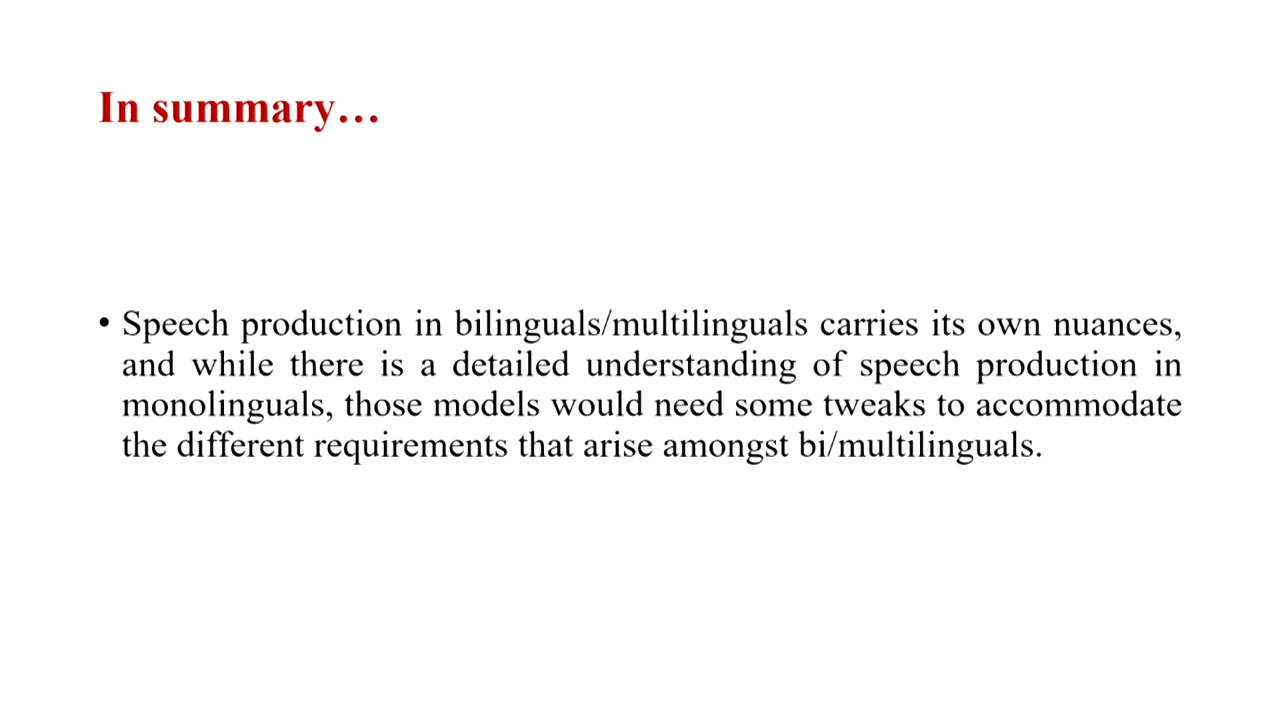 In summary…
• Speech production in bilinguals/multilinguals carries its own nuances,
and while there is a detailed understanding of speech production in
monolinguals, those models would need some tweaks to accommodate
the different requirements that arise amongst bi/multilinguals.